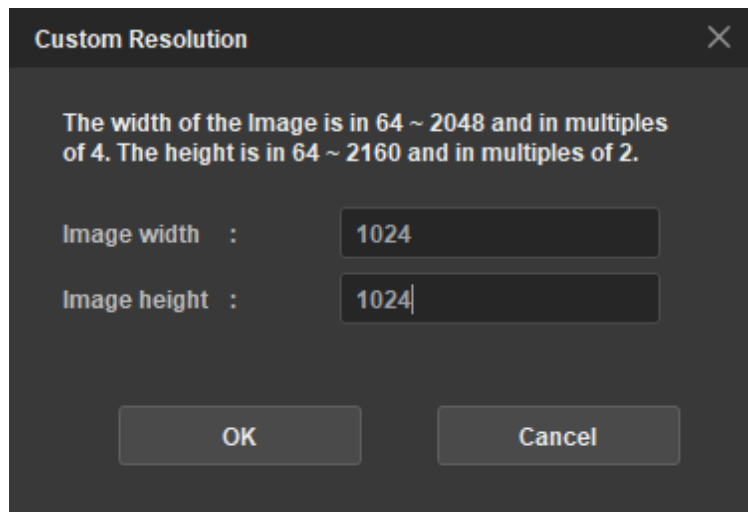 Custom Resolution
The width of the Image is in 64 ~ 2048 and in multiples
of 4. The height is in 64 ~ 2160 and in multiples of 2.
Image width : 1024
Image height : 1024
OK Cancel